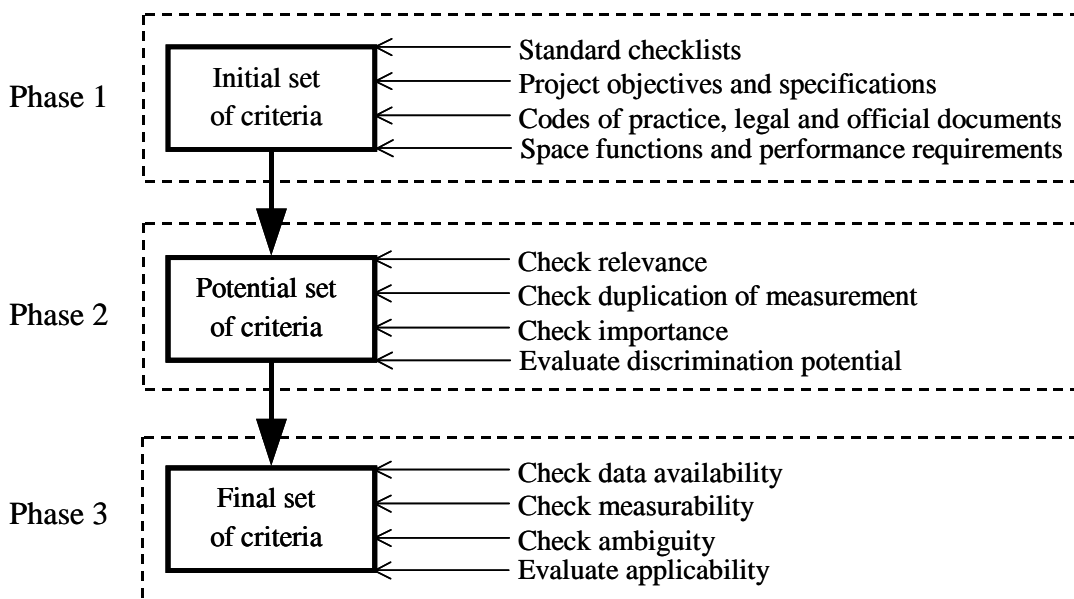 Phase 1
Initial set
of criteria
Standard checklists
Project objectives and specifications
Codes of practice, legal and official documents
Space functions and performance requirements
Phase 2
Potential set
of criteria
Check relevance
Check duplication of measurement
Check importance
Evaluate discrimination potential
Phase 3
Final set
of criteria
Check data availability
Check measurability
Check ambiguity
Evaluate applicability